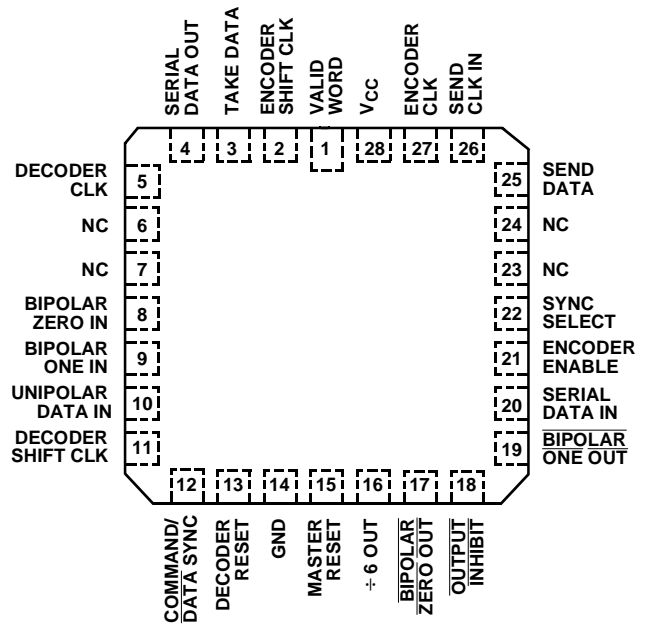 SERIAL
DATA OUT
TAKE DATA
ENCODER
SHIFT CLK
VALID
WORD
VCC
ENCODER
CLK
SEND
CLK IN
4
3
2
1
28
27
26
DECODER
CLK
5
NC
6
NC
7
BIPOLAR
ZERO IN
8
BIPOLAR
ONE IN
9
UNIPOLAR
DATA IN
10
DECODER
SHIFT CLK
11
25
SEND
DATA
24
NC
23
NC
22
SYNC
SELECT
21
ENCODER
ENABLE
20
SERIAL
DATA IN
19
BIPOLAR
ONE OUT
12
13
14
15
16
17
18
COMMAND/
DATA SYNC
DECODER
RESET
GND
MASTER
RESET
÷ 6 OUT
BIPOLAR
ZERO OUT
OUTPUT
INHIBIT